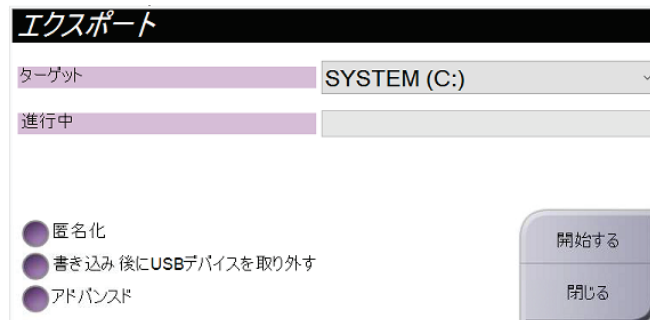 エクスポート
ターゲット SYSTEM (C:)
進行中
匿名化
書き込み後にUSBデバイスを取り外す
アドバンスド
開始する
閉じる